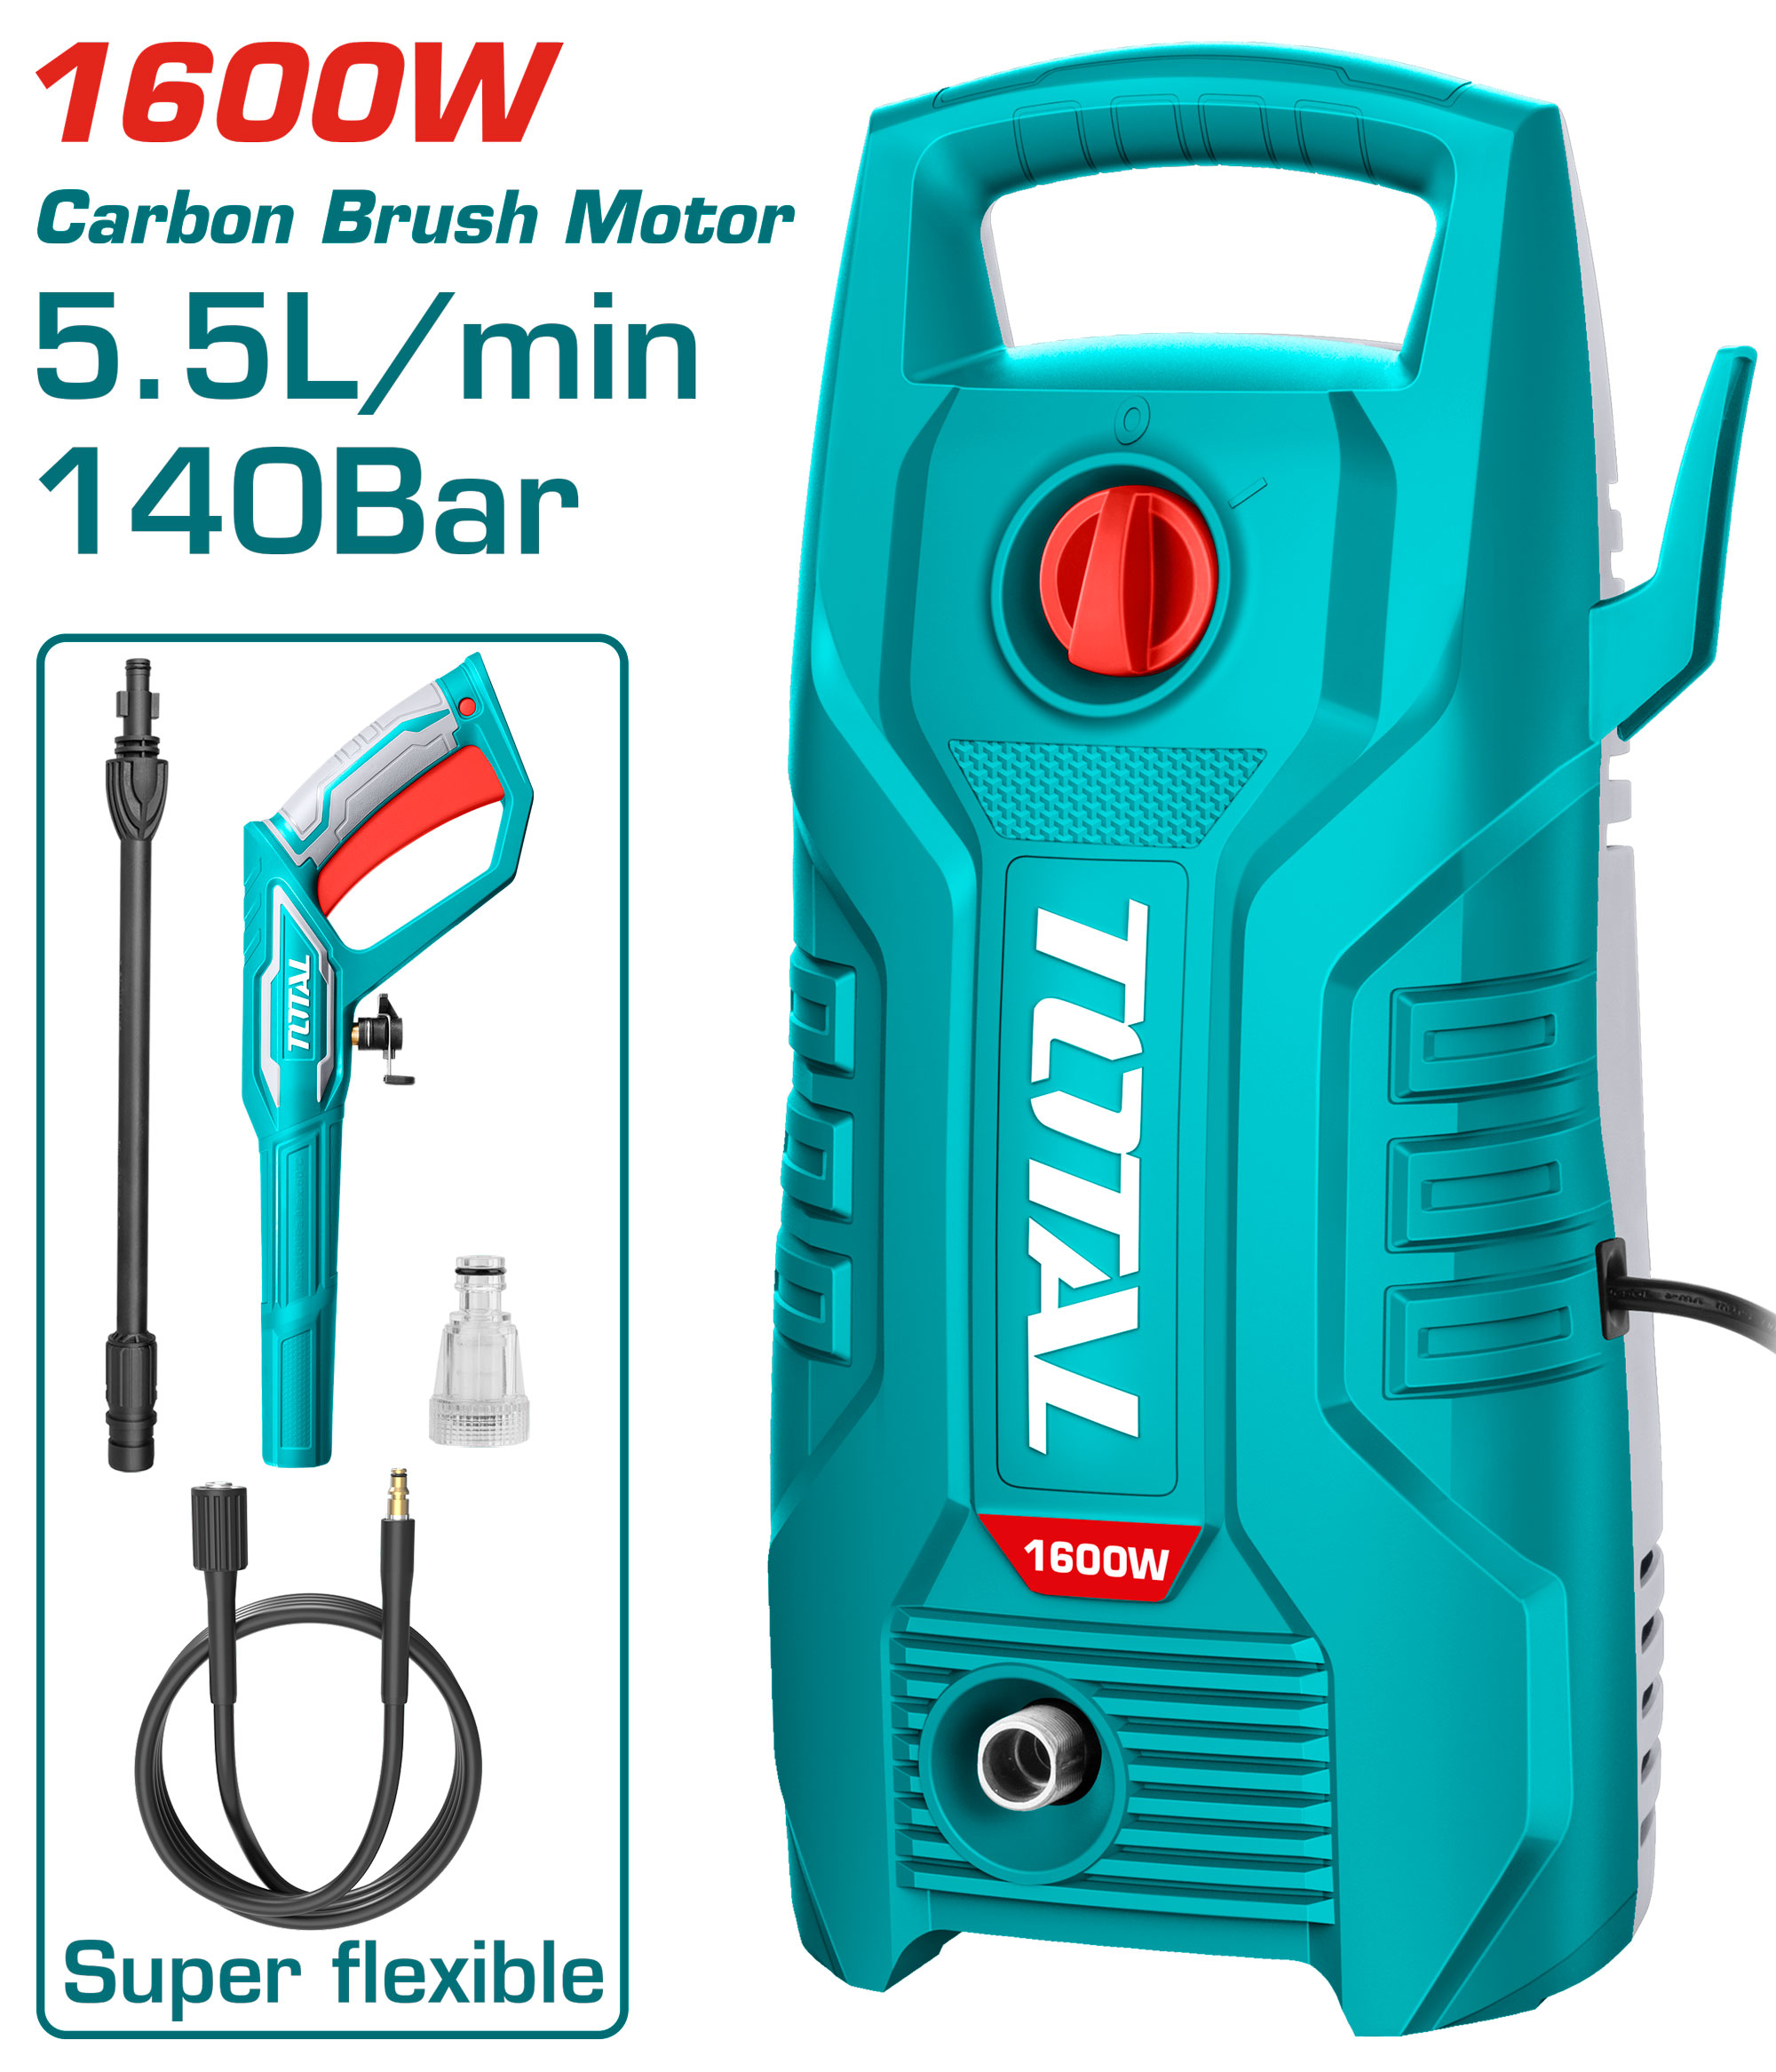 1600W
Carbon Brush Motor
5.5L/min
140Bar
TOTAL
TOTAL
1600W
Super flexible